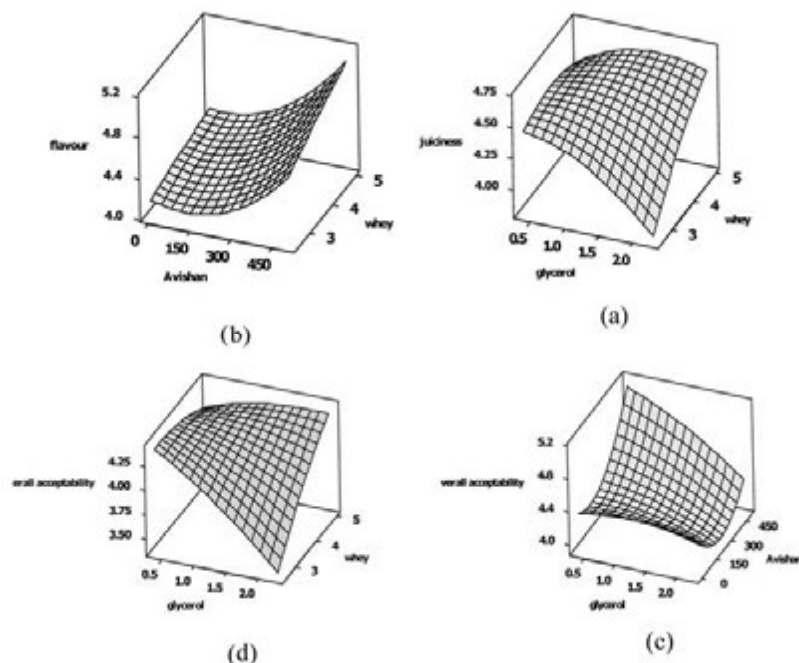 5.2
flavour 4.8
4.4
4.0
0 150 300 450
Avishan
3 4 5
whey
(b)
4.75
4.50
juiciness
4.25
4.00
0.5 1.0 1.5 2.0
glycerol
3 4 5
whey
(a)
4.25
erall acceptability 4.00
3.75
3.50
0.5 1.0 1.5 2.0
glycerol
3 4 5
whey
(d)
5.2
verall acceptability 4.8
4.4
4.0
0.5 1.0 1.5 2.0
glycerol
0 150 300 450
Avishan
(c)